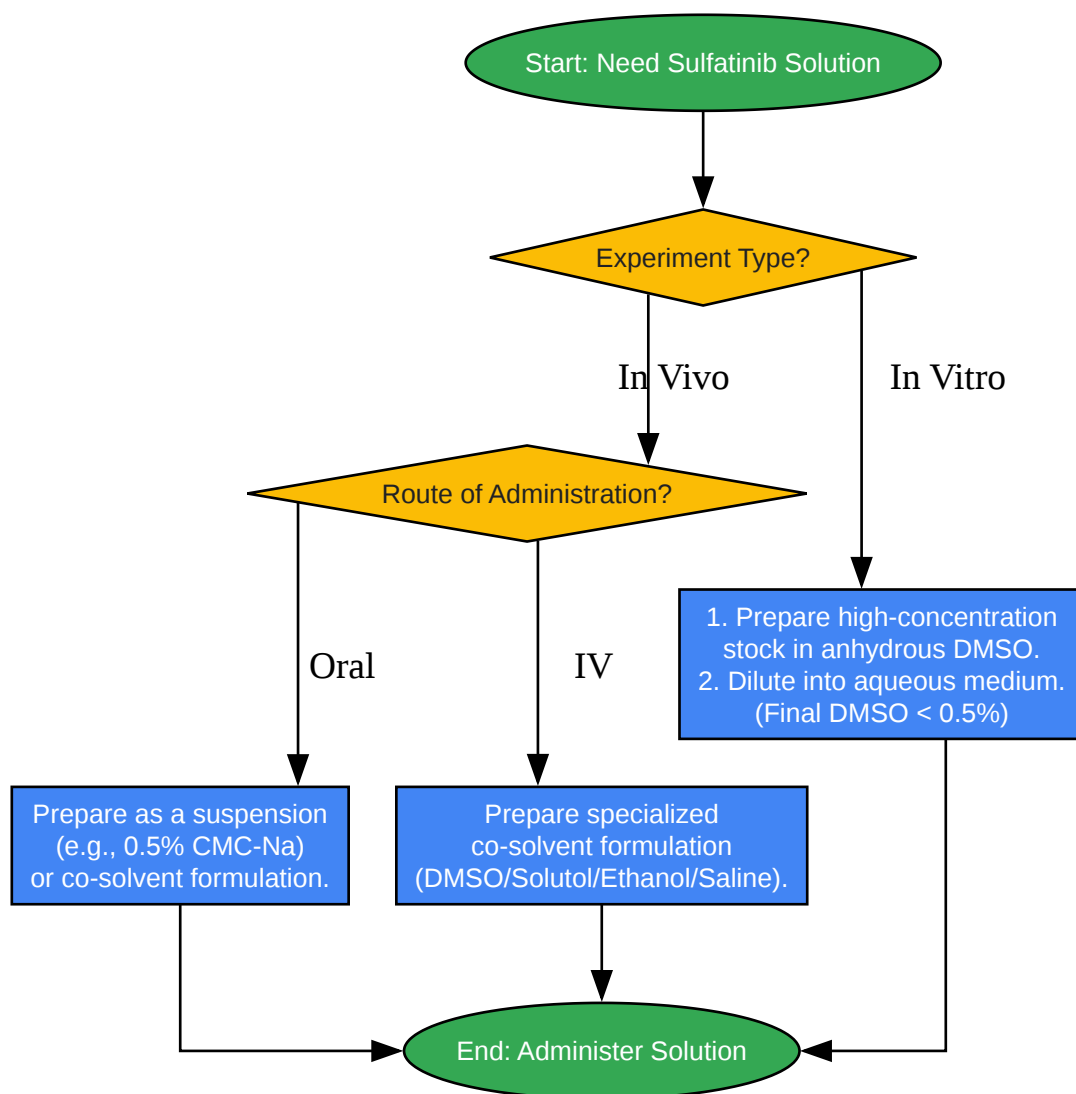 Start: Need Sulfatinib Solution
Experiment Type?
In Vivo
In Vitro
Route of Administration?
Oral
IV
1. Prepare high-concentration
stock in anhydrous DMSO.
2. Dilute into aqueous medium.
(Final DMSO < 0.5%)
Prepare as a suspension
(e.g., 0.5% CMC-Na)
or co-solvent formulation.
Prepare specialized
co-solvent formulation
(DMSO/Solutol/Ethanol/Saline).
End: Administer Solution